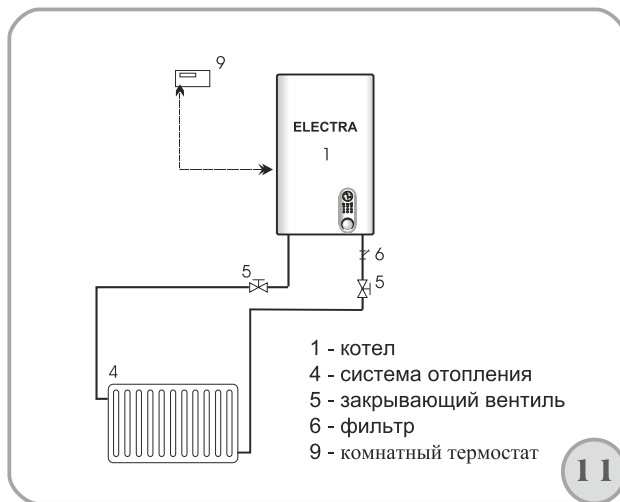 9
ELECTRA
1
6
5
5
4
1 - котел
4 - система отопления
5 - закрывающий вентиль
6 - фильтр
9 - комнатный термостат
11